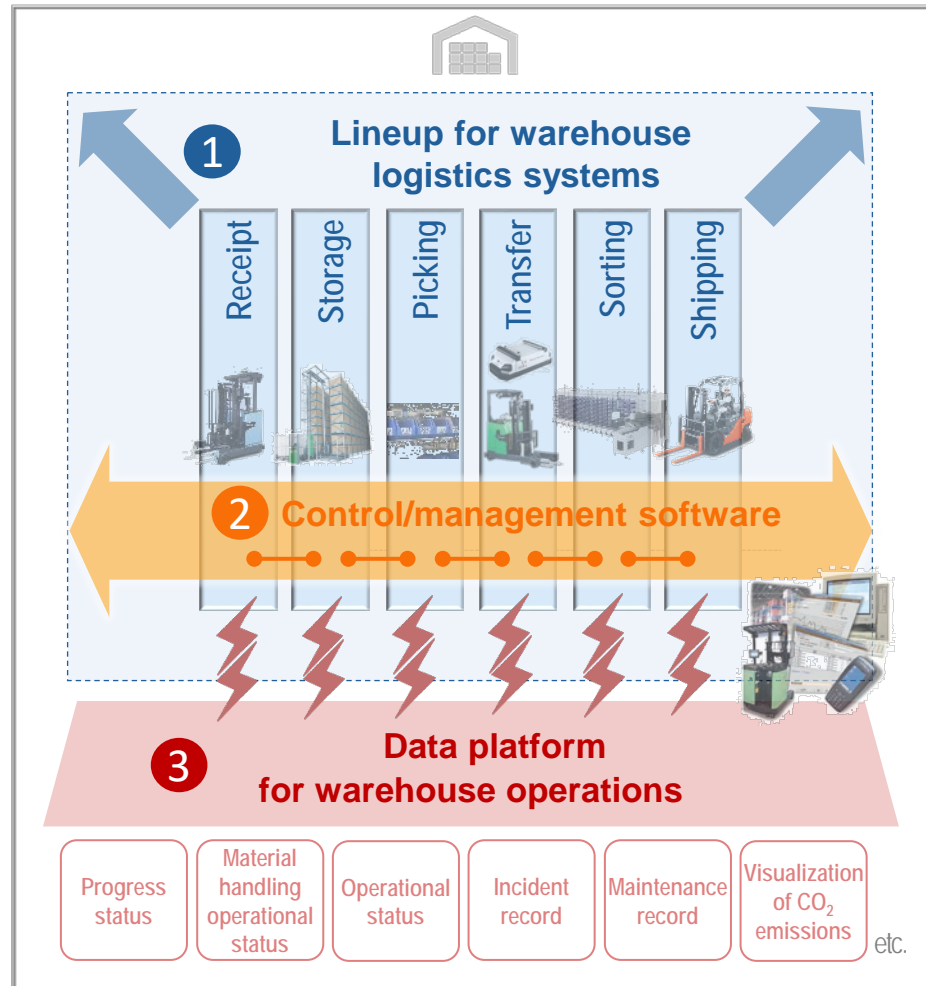 1
Lineup for warehouse
logistics systems
Receipt
Storage
Picking
Transfer
Sorting
Shipping
2
Control/management software
3
Data platform
for warehouse operations
Progress
status
Material
handling
operational
status
Operational
status
Incident
record
Maintenance
record
Visualization
of CO₂
emissions
etc.